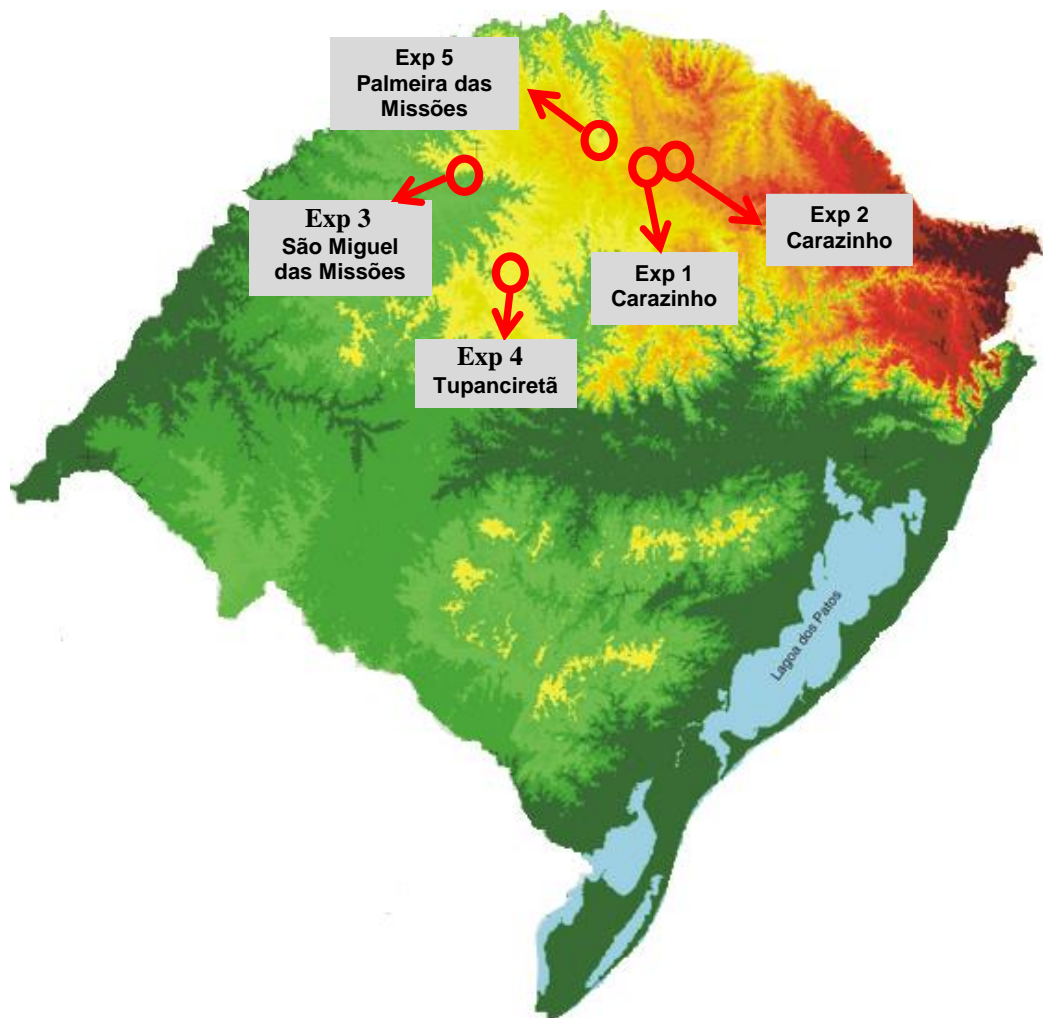 Exp 5
Palmeira das
Missões
Exp 3
São Miguel
das Missões
Exp 2
Carazinho
Exp 1
Carazinho
Exp 4
Tupanciretã
Lagoa dos Patos